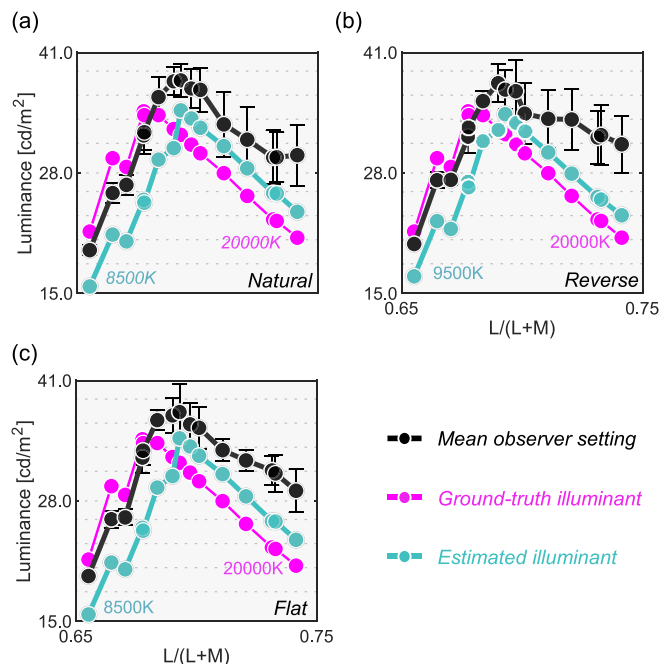 (a)
41.0
28.0
15.0
Luminance [cd/m²]
20000K
8500K
Natural
(b)
41.0
28.0
15.0
20000K
9500K
Reverse
0.65
0.75
L/(L+M)
(c)
41.0
28.0
15.0
Luminance [cd/m²]
20000K
8500K
Flat
0.65
0.75
L/(L+M)
Mean observer setting
Ground-truth illuminant
Estimated illuminant